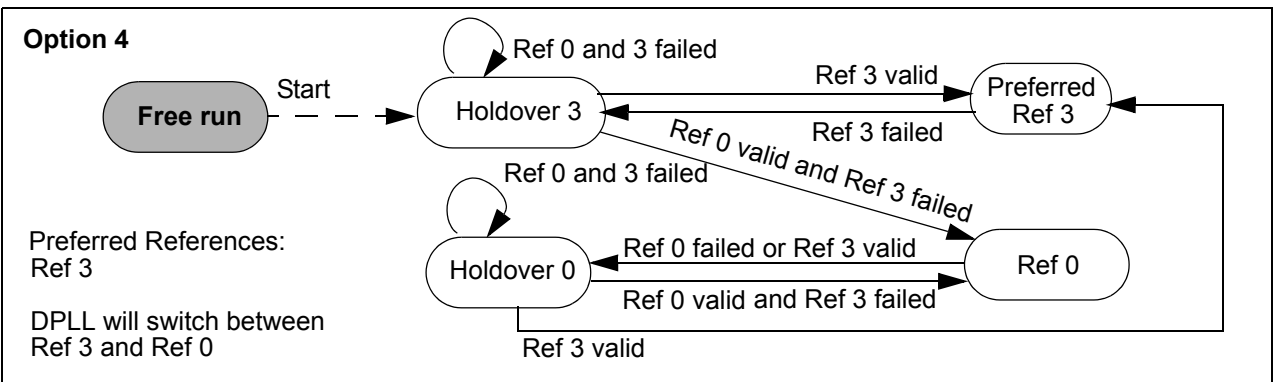 Option 4
Ref 0 and 3 failed
Start
Free run
Holdover 3
Ref 3 valid
Preferred
Ref 3
Ref 3 failed
Ref 0 valid and Ref 3 failed
Ref 0 and 3 failed
Preferred References:
Ref 3
Holdover 0
Ref 0 failed or Ref 3 valid
Ref 0
Ref 0 valid and Ref 3 failed
DPLL will switch between
Ref 3 and Ref 0
Ref 3 valid